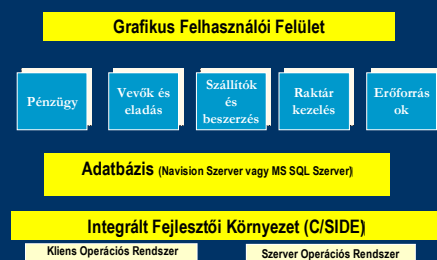 Grafikus Felhasználói Felület
Pénzügy
Vevők és
eladás
Szállítók
és
beszerzés
Raktár
kezelés
Erőforrás
ok
Adatbázis (Navision Szerver vagy MS SQL Szerver)
Integrált Fejlesztői Környezet (C/SIDE)
Kliens Operációs Rendszer
Szerver Operációs Rendszer